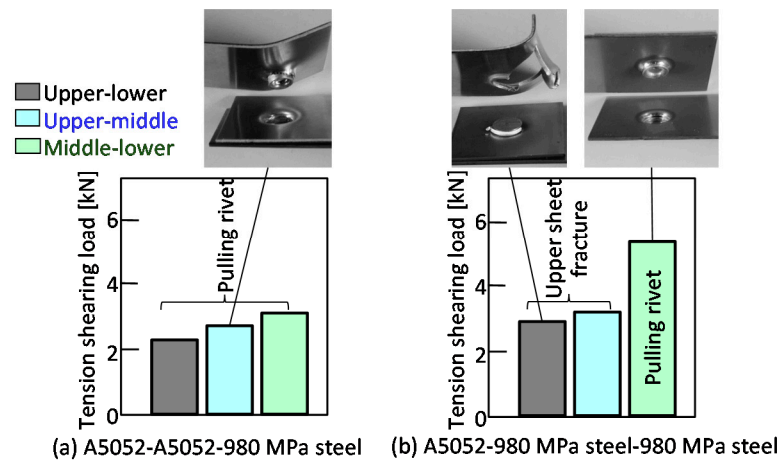 Upper-lower
Upper-middle
Middle-lower
Tension shearing load [kN]
6
4
2
0
Pulling rivet
(a) A5052-A5052-980 MPa steel
Tension shearing load [kN]
6
4
2
0
Upper sheet
fracture
Pulling rivet
(b) A5052-980 MPa steel-980 MPa steel